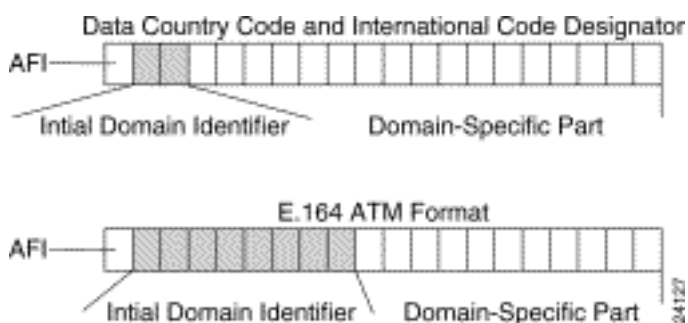 Data Country Code and International Code Designator
AFI
Intial Domain Identifier Domain-Specific Part
E.164 ATM Format
AFI
Intial Domain Identifier Domain-Specific Part
24127